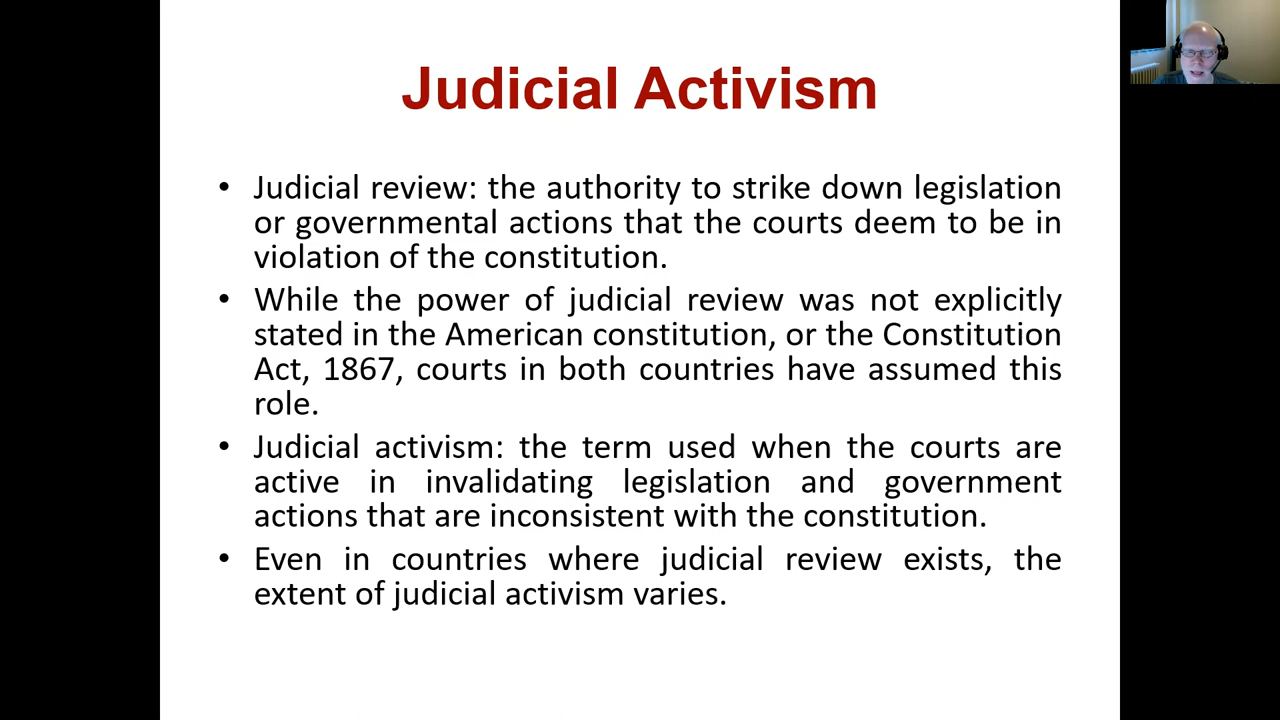 Judicial Activism
• Judicial review: the authority to strike down legislation
or governmental actions that the courts deem to be in
violation of the constitution.
• While the power of judicial review was not explicitly
stated in the American constitution, or the Constitution
Act, 1867, courts in both countries have assumed this
role.
• Judicial activism: the term used when the courts are
active in invalidating legislation and government
actions that are inconsistent with the constitution.
• Even in countries where judicial review exists, the
extent of judicial activism varies.